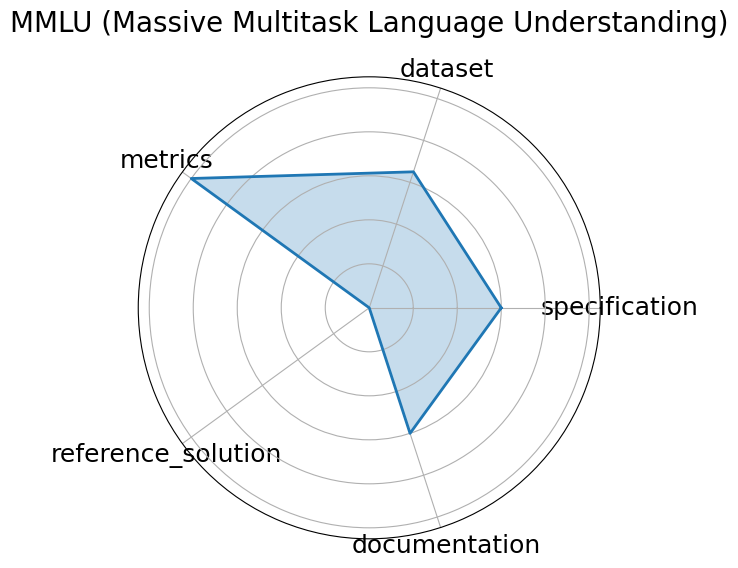 MMLU (Massive Multitask Language Understanding)
dataset
metrics
specification
reference_solution
documentation